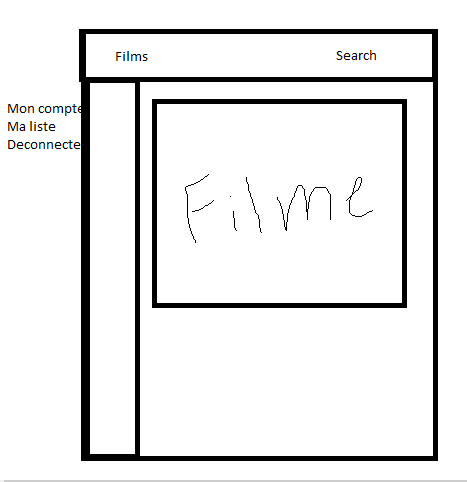 Films Search
Mon compte
Ma liste
Deconnecte
Filme